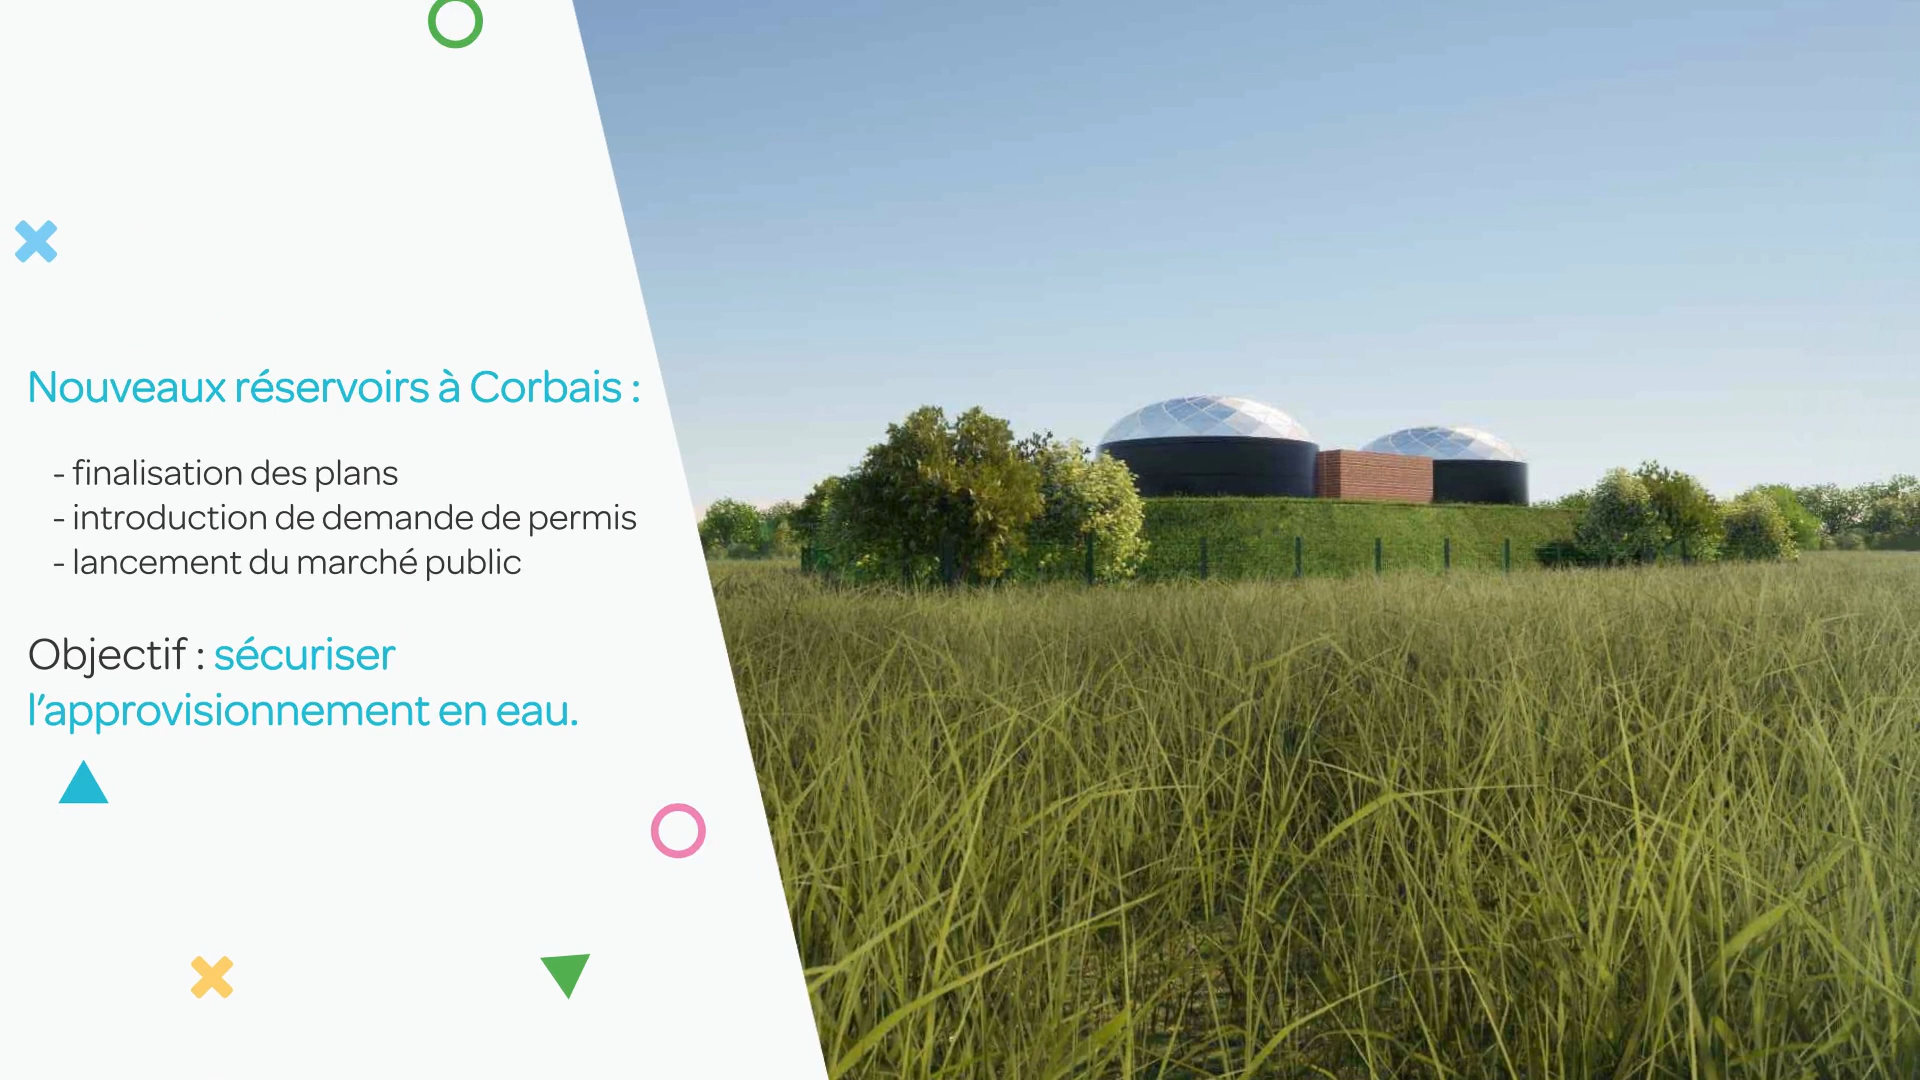 Nouveaux réservoirs à Corbais :
- finalisation des plans
- introduction de demande de permis
- lancement du marché public
Objectif : sécuriser
l’approvisionnement en eau.